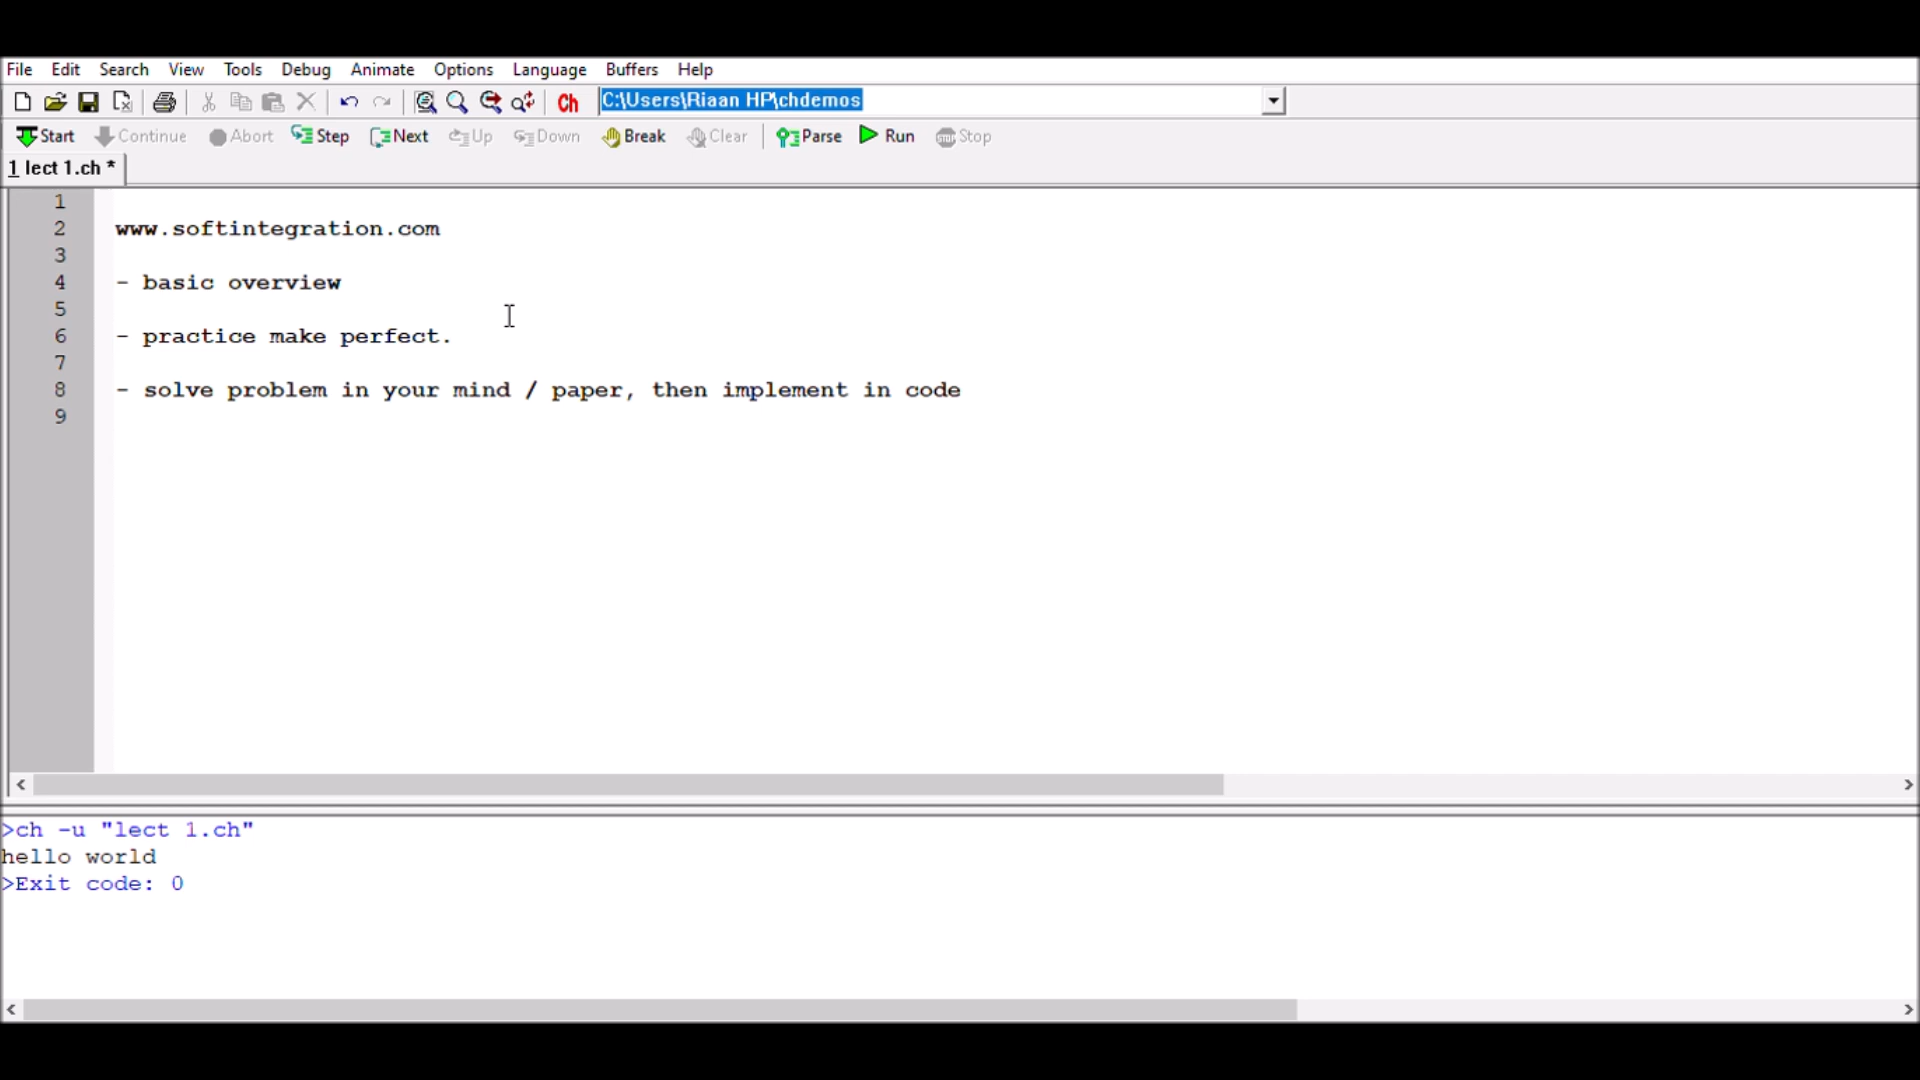 File Edit Search View Tools Debug Animate Options Language Buffers Help
Ch C:\Users\Riaan HP\chdemos
Start Continue Abort Step Next Up Down Break Clear Parse Run Stop
1 lect 1.ch *
1
2 www.softintegration.com
3
4 - basic overview
5
6 - practice make perfect.
7
8 - solve problem in your mind / paper, then implement in code
9
>ch -u "lect 1.ch"
hello world
>Exit code: 0